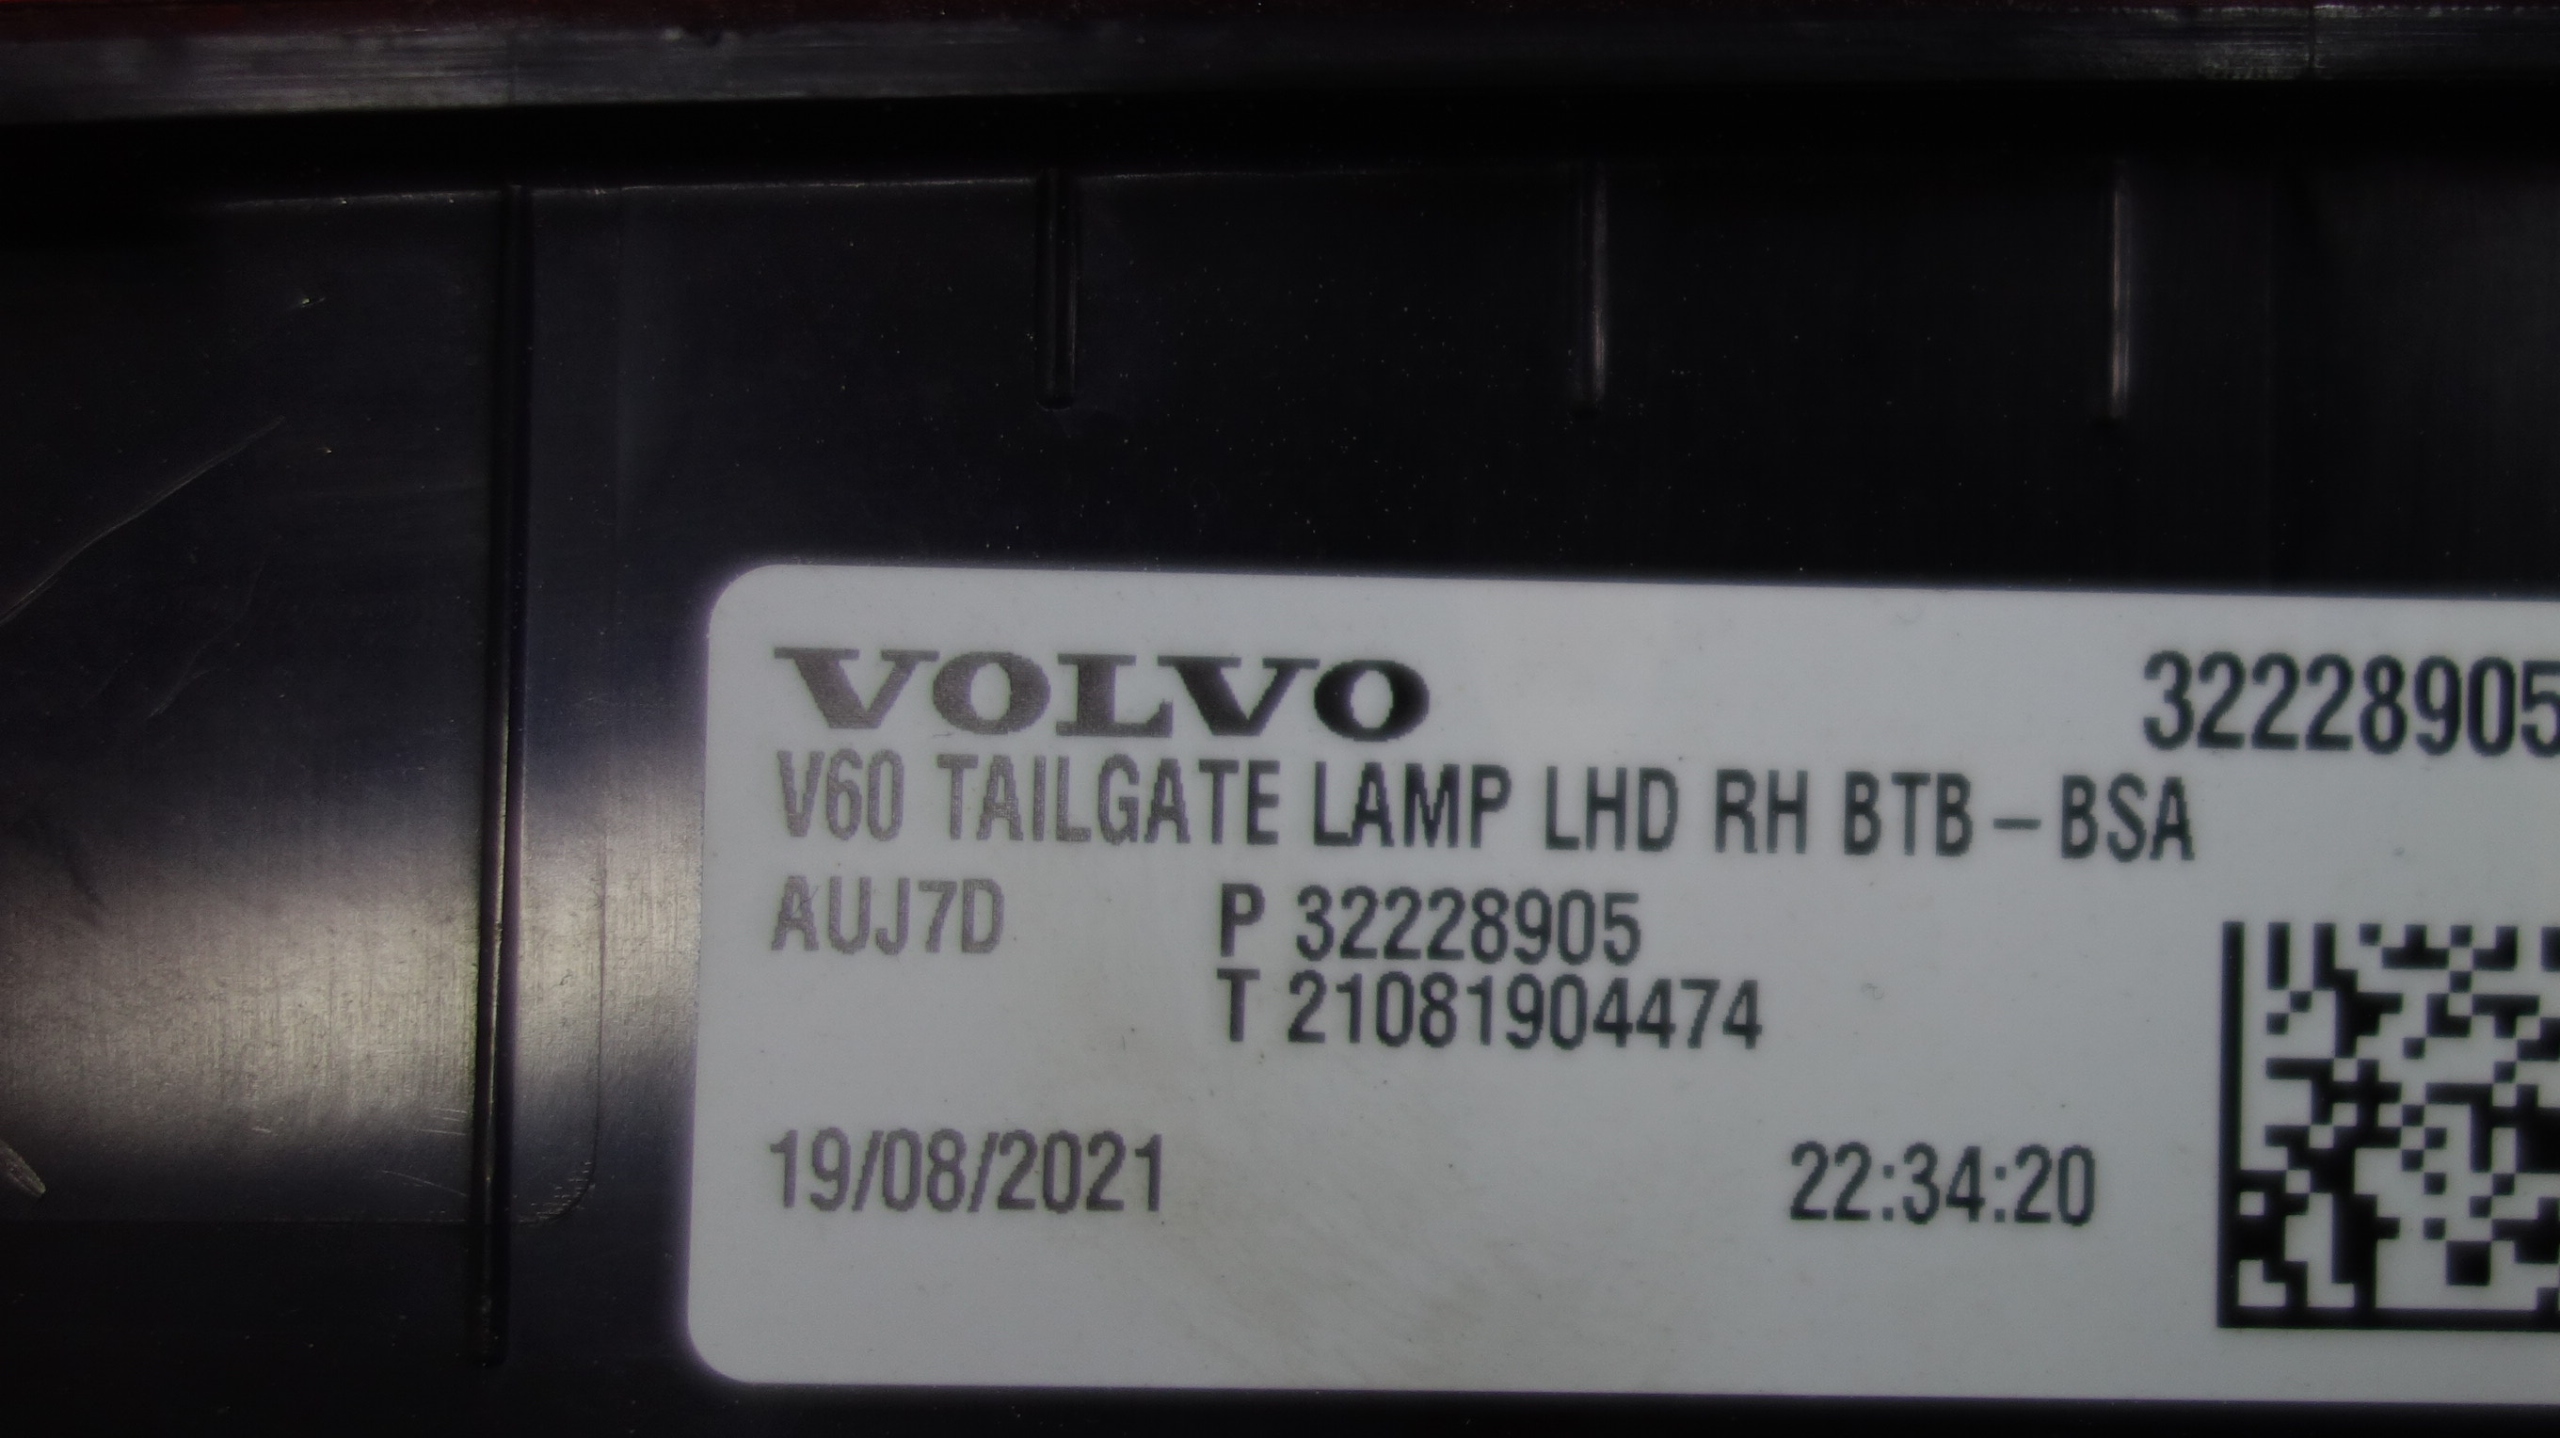 VOLVO
32228905
V60 TAILGATE LAMP LHD RH BTB-BSA
AUJ7D P 32228905
T 21081904474
19/08/2021 22:34:20